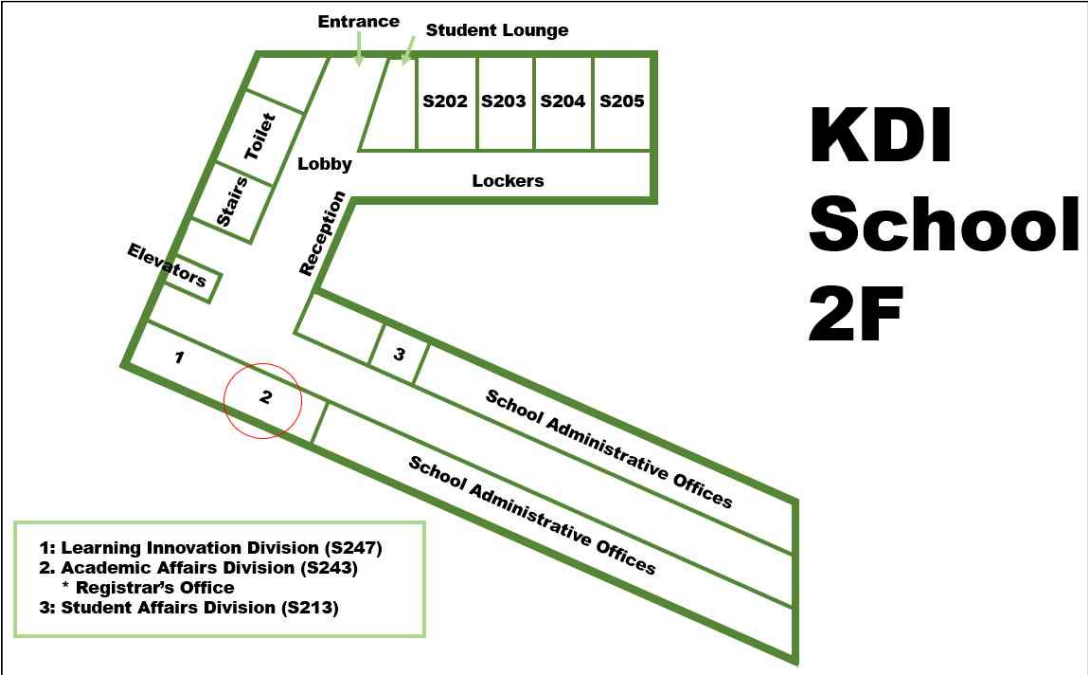 Entrance
Student Lounge
S202 S203 S204 S205
Toilet
Lobby
Lockers
Stairs
Reception
Elevators
1
2
3
School Administrative Offices
School Administrative Offices
KDI
School
2F
1: Learning Innovation Division (S247)
2. Academic Affairs Division (S243)
* Registrar’s Office
3: Student Affairs Division (S213)